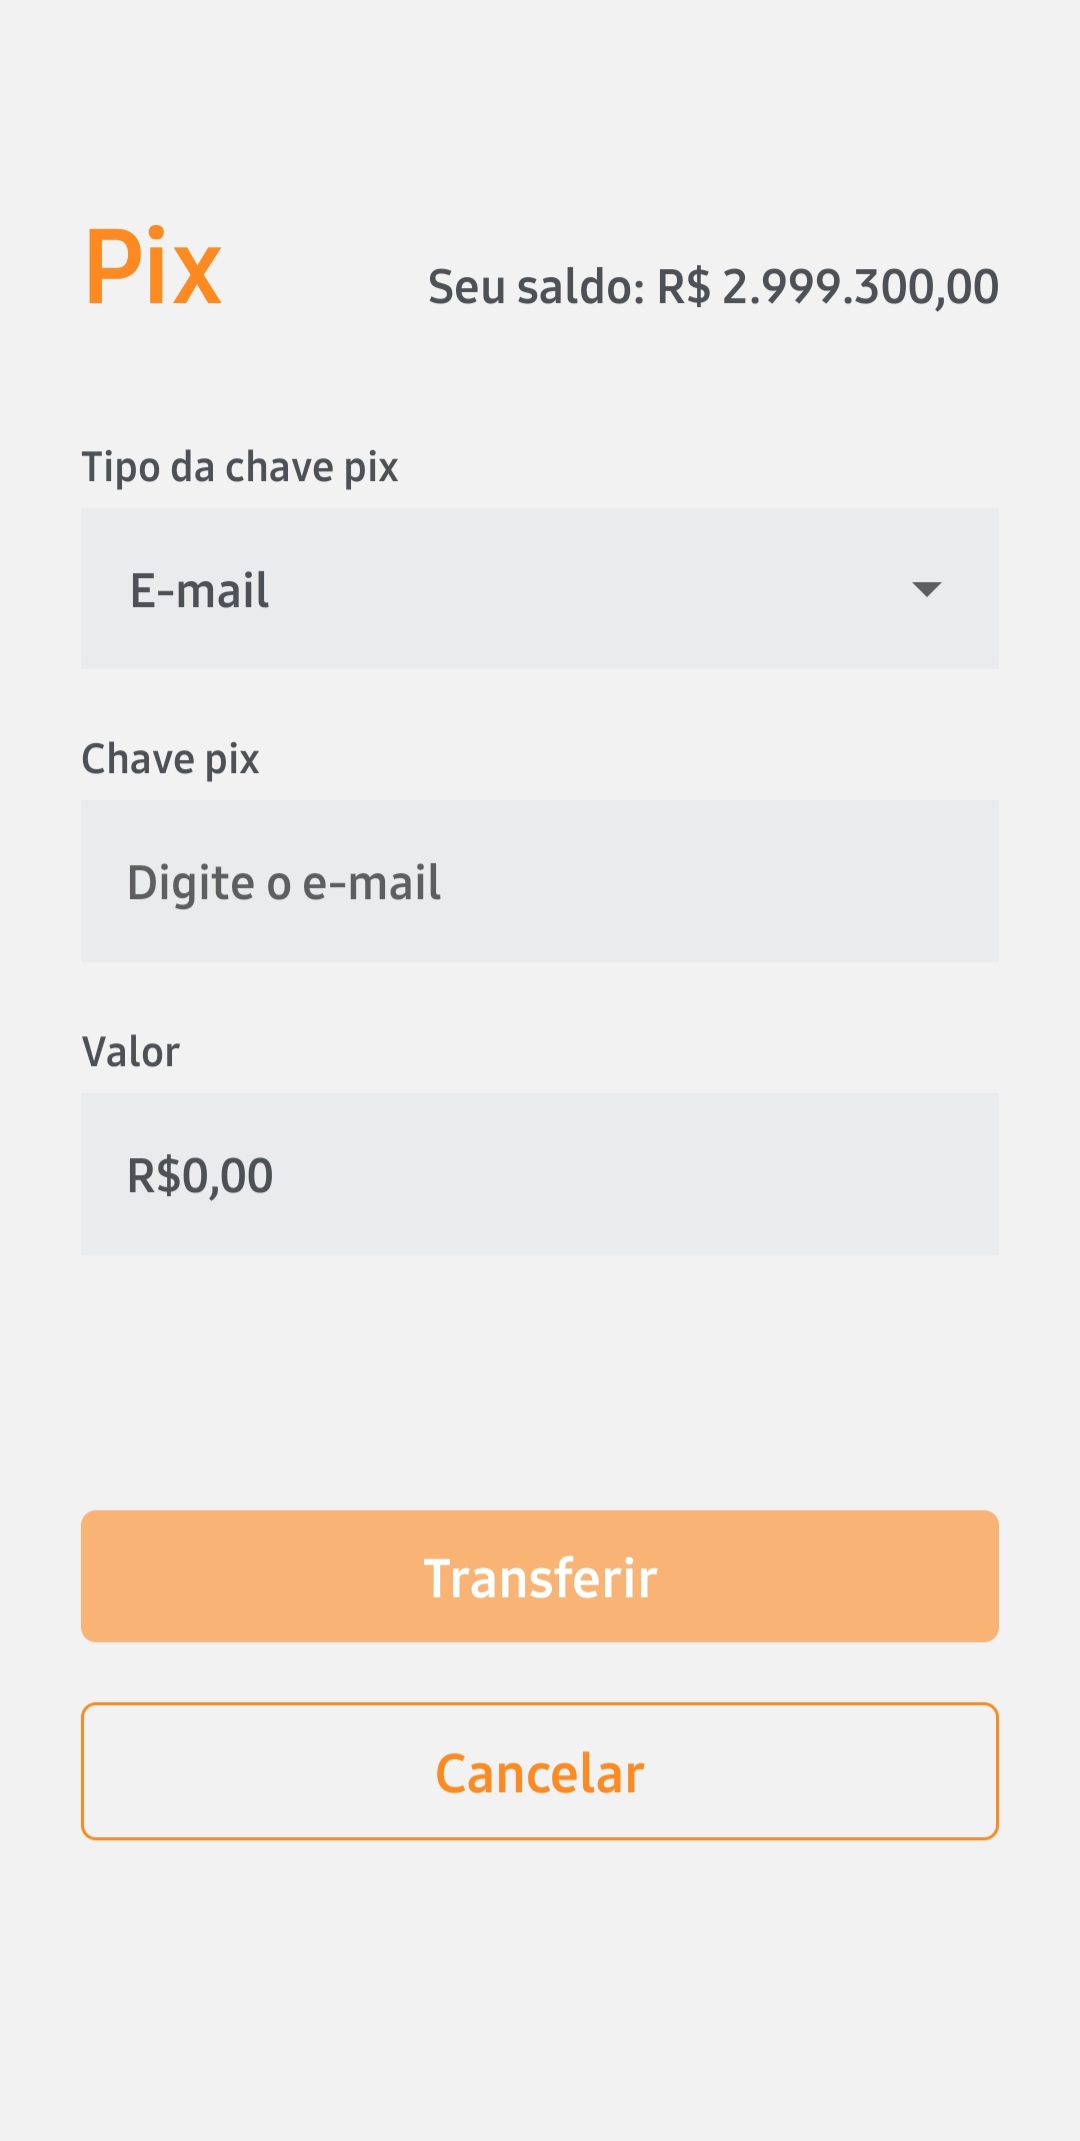 Pix
Seu saldo: R$ 2.999.300,00
Tipo da chave pix
E-mail
Chave pix
Digite o e-mail
Valor
R$0,00
Transferir
Cancelar